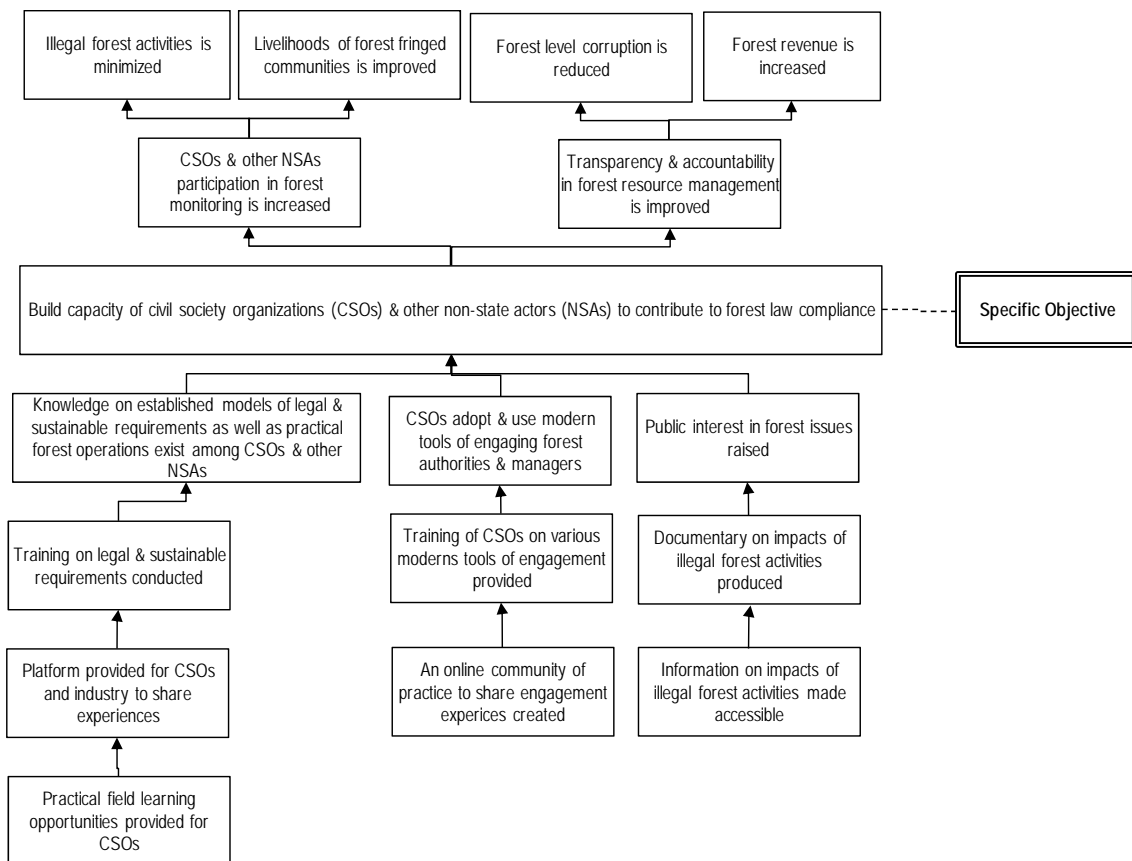 Illegal forest activities is
minimized
Livelihoods of forest fringed
communities is improved
Forest level corruption is
reduced
Forest revenue is
increased
CSOs & other NSAs
participation in forest
monitoring is increased
Transparency & accountability
in forest resource management
is improved
Build capacity of civil society organizations (CSOs) & other non-state actors (NSAs) to contribute to forest law compliance
Specific Objective
Knowledge on established models of legal &
sustainable requirements as well as practical
forest operations exist among CSOs & other
NSAs
CSOs adopt & use modern
tools of engaging forest
authorities & managers
Public interest in forest issues
raised
Training on legal & sustainable
requirements conducted
Training of CSOs on various
moderns tools of engagement
provided
Documentary on impacts of
illegal forest activities
produced
Platform provided for CSOs
and industry to share
experiences
An online community of
practice to share engagement
experices created
Information on impacts of
illegal forest activities made
accessible
Practical field learning
opportunities provided for
CSOs